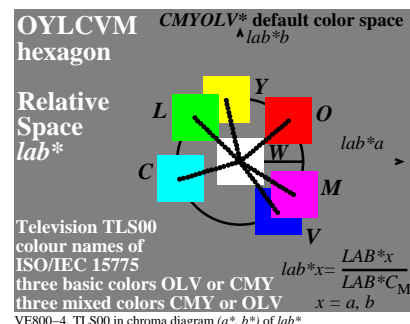 OYLCVM
hexagon
CMYOLV* default color space
lab*b
Relative
Space
lab*
Y
L
O
lab*a
W
C
M
V
Television TLS00
colour names of
ISO/IEC 15775
three basic colors OLV or CMY
three mixed colors CMY or OLV
lab*x= LAB*x / LAB*C_M
x = a, b
VE800-4, TLS00 in chroma diagram (a*, b*) of lab*